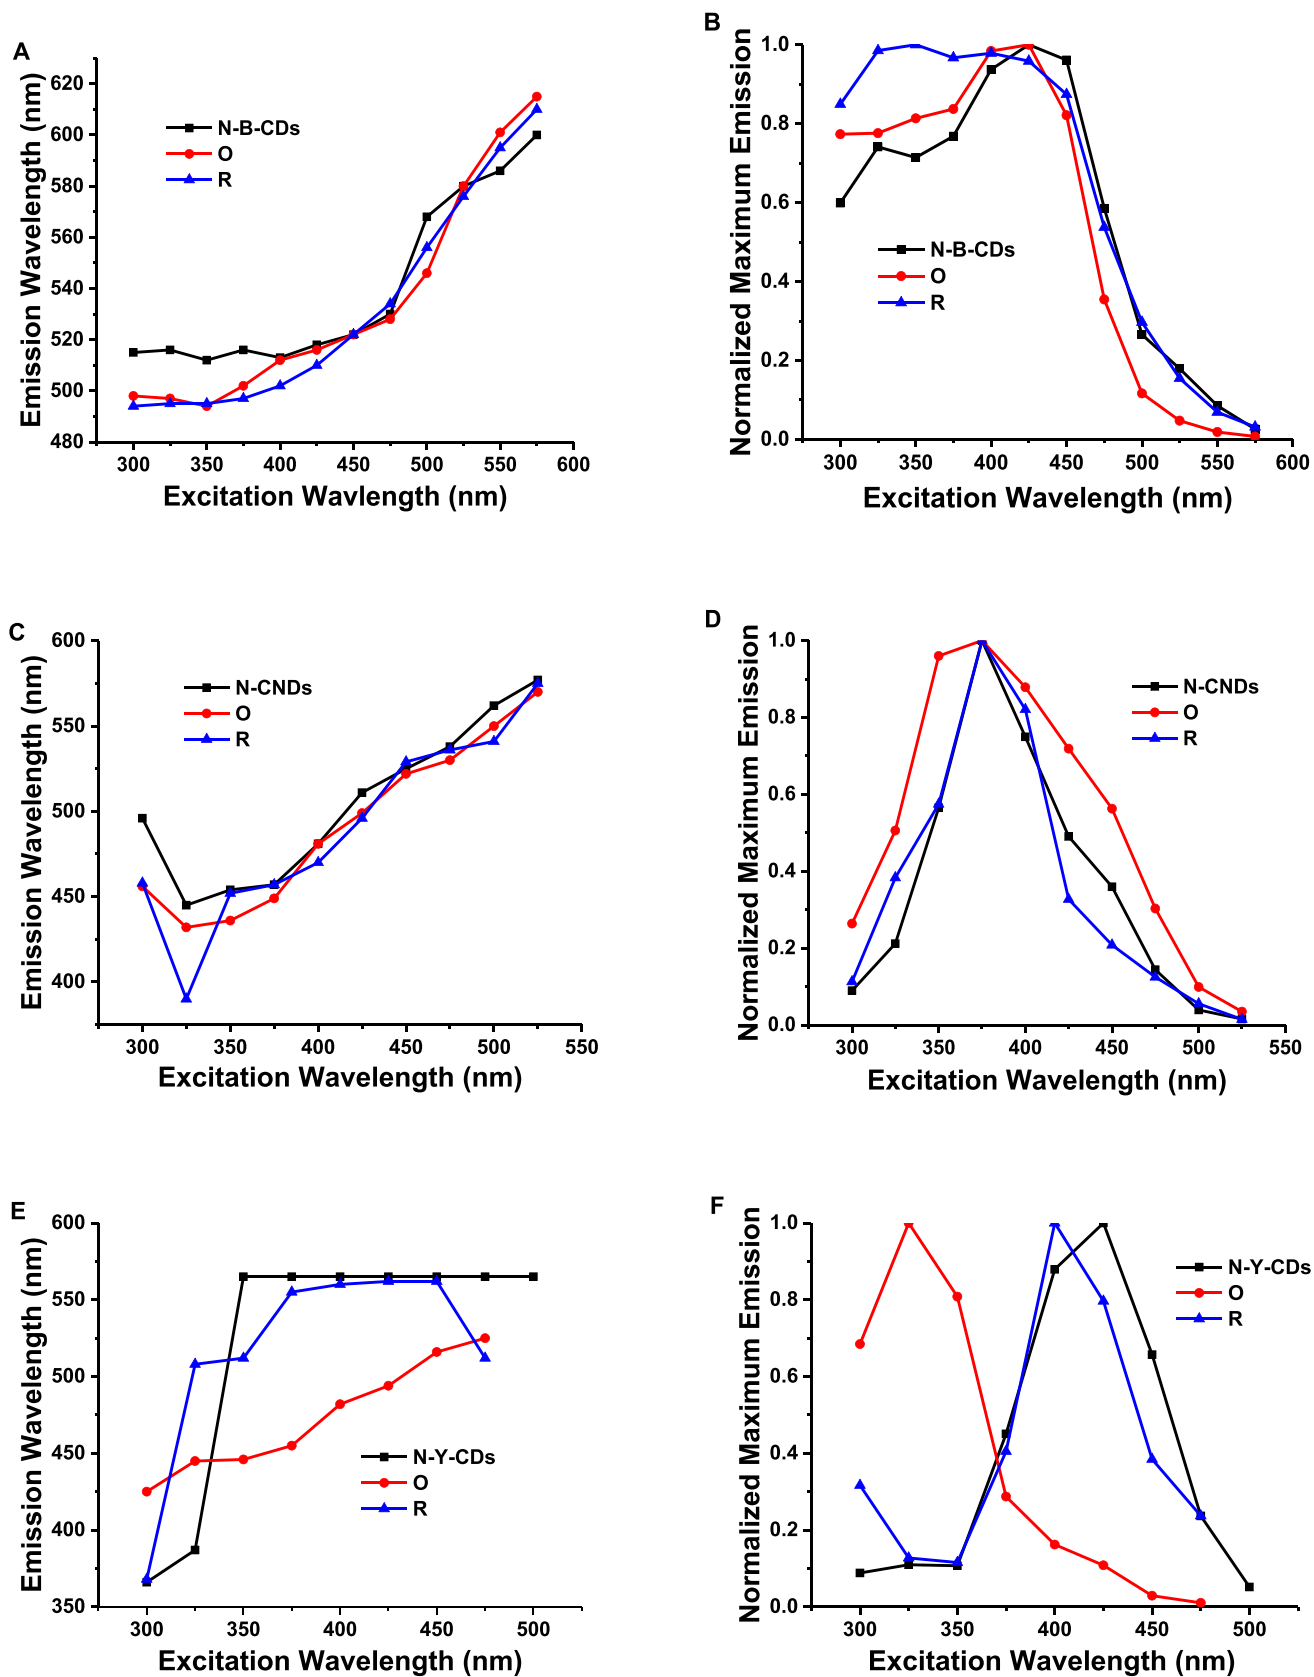 A
Emission Wavelength (nm)
620
600
580
560
540
520
500
480
N-B-CDs
O
R
300 350 400 450 500 550 600
Excitation Wavlength (nm)
B
Normalized Maximum Emission
1.0
0.8
0.6
0.4
0.2
0.0
N-B-CDs
O
R
300 350 400 450 500 550 600
Excitation Wavlength (nm)
C
Emission Wavelength (nm)
600
550
500
450
400
N-CNDs
O
R
300 350 400 450 500 550
Excitation Wavelength (nm)
D
Normalized Maximum Emission
1.0
0.8
0.6
0.4
0.2
0.0
N-CNDs
O
R
300 350 400 450 500 550
Excitation Wavelength (nm)
E
Emission Wavelength (nm)
600
550
500
450
400
350
N-Y-CDs
O
R
300 350 400 450 500
Excitation Wavelength (nm)
F
Normalized Maximum Emission
1.0
0.8
0.6
0.4
0.2
0.0
N-Y-CDs
O
R
300 350 400 450 500
Excitation Wavelength (nm)